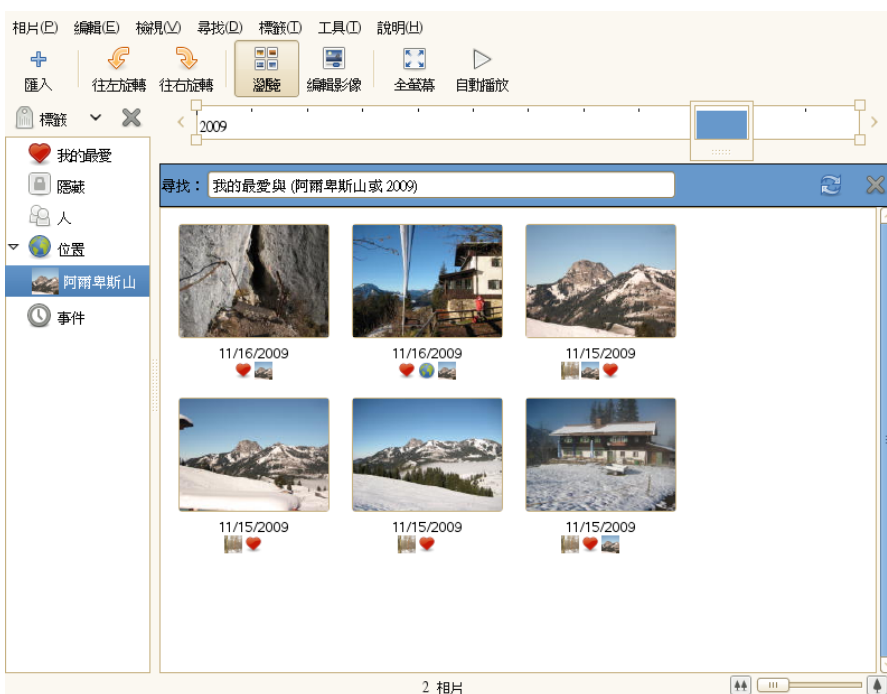 相片(P) 編輯(E) 檢視(V) 尋找(D) 標籤(T) 工具(T) 說明(H)
匯入 往左旋轉 往右旋轉 瀏覽 編輯影像 全螢幕 自動播放
標籤
2009
我的最愛
隱蔽
人
位置
阿爾卑斯山
事件
尋找： 我的最愛與 (阿爾卑斯山或 2009)
11/16/2009 11/16/2009 11/15/2009
11/15/2009 11/15/2009 11/15/2009
2 相片